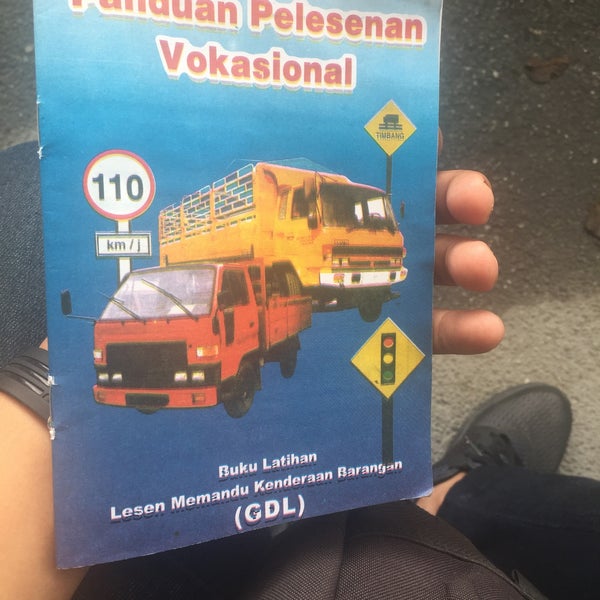 Panduan Pelesenan
Vokasional
TIMBANG
110
km / j
Buku Latihan
Lesen Memandu Kenderaan Barangan
(GDL)